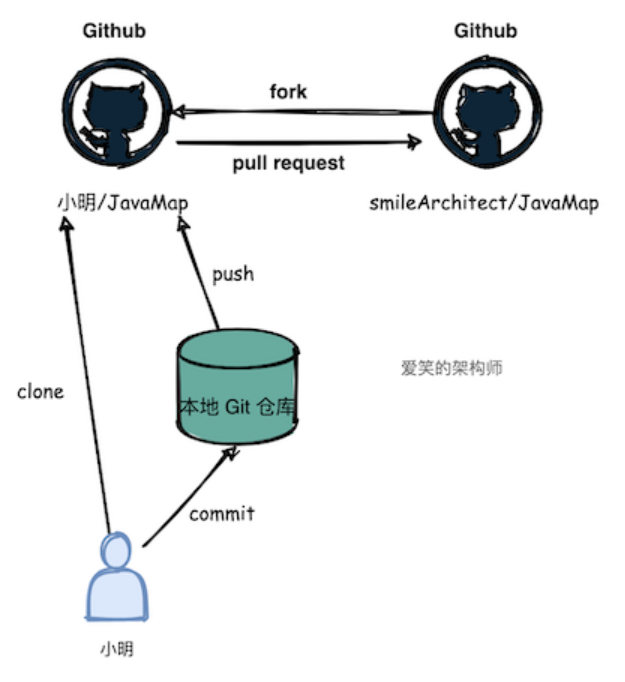 Github
Github
fork
pull request
小明/JavaMap
smileArchitect/JavaMap
push
爱笑的架构师
clone
本地 Git 仓库
commit
小明